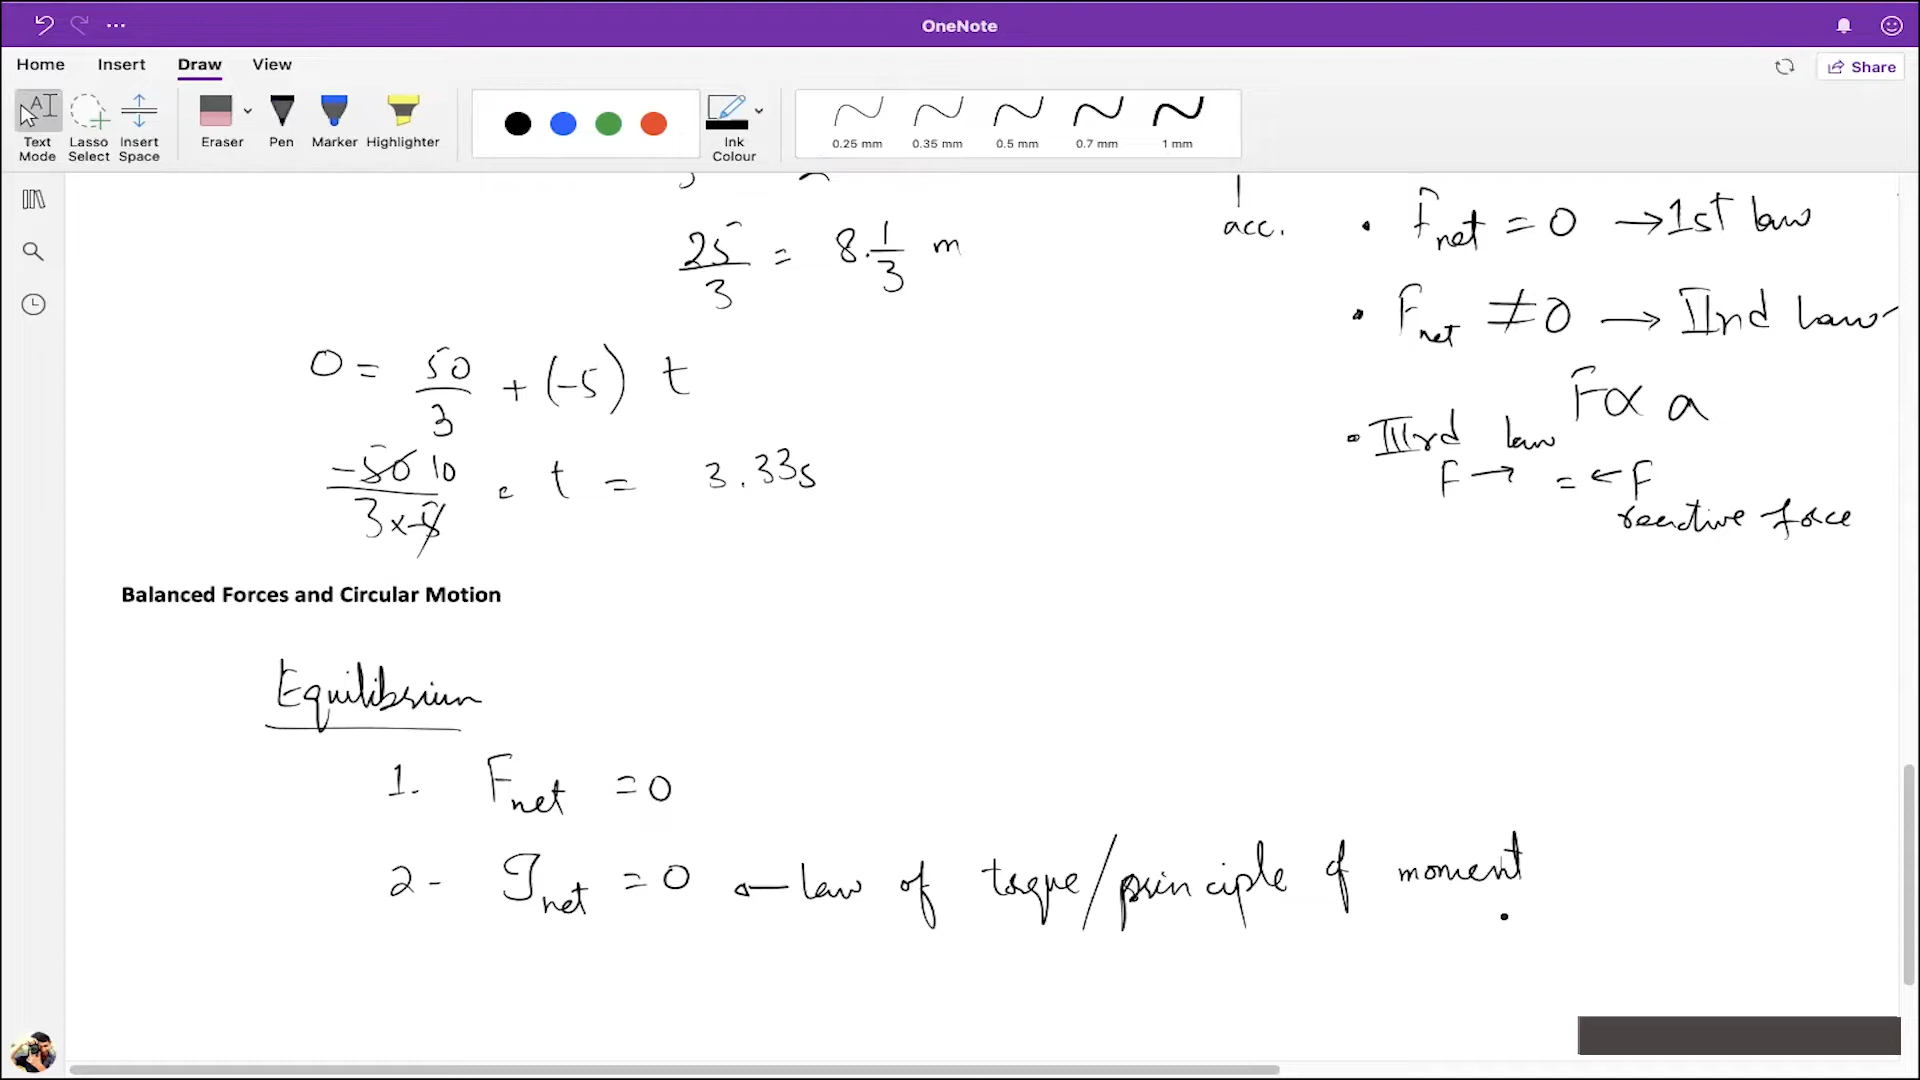 OneNote
Home Insert Draw View
Share
Text Mode
Lasso Select
Insert Space
Eraser
Pen
Marker
Highlighter
Ink Colour
0.25 mm 0.35 mm 0.5 mm 0.7 mm 1 mm
25/3 = 8.1/3 m
0 = 50/3 + (-5) t
-50 10 / 3x-5 = t = 3.33s
acc.
• Fnet = 0 → 1st law
• Fnet ≠ 0 → IInd law
F ∝ a
• IIIrd law
F → = ← F
reactive force
Balanced Forces and Circular Motion
Equilibrium
1. Fnet = 0
2- τnet = 0 ← law of torque/principle of moment